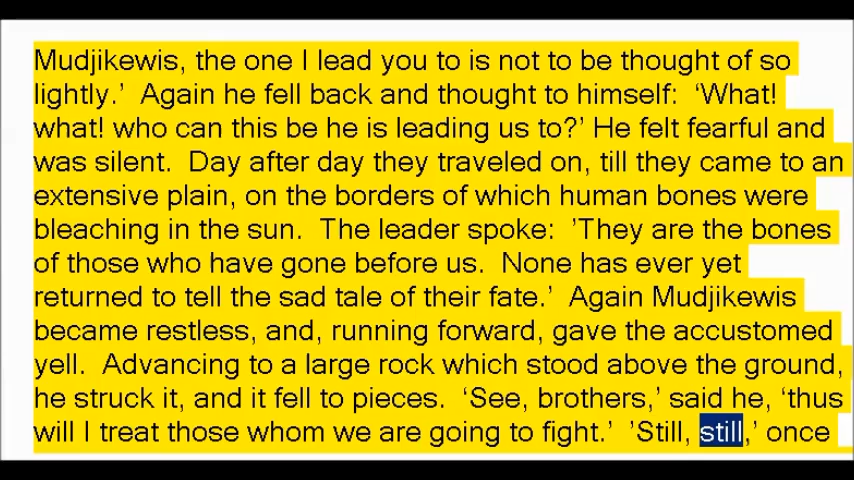 Mudjikewis, the one I lead you to is not to be thought of so
lightly.’  Again he fell back and thought to himself:  ‘What!
what! who can this be he is leading us to?’ He felt fearful and
was silent.  Day after day they traveled on, till they came to an
extensive plain, on the borders of which human bones were
bleaching in the sun.  The leader spoke:  ’They are the bones
of those who have gone before us.  None has ever yet
returned to tell the sad tale of their fate.’  Again Mudjikewis
became restless, and, running forward, gave the accustomed
yell.  Advancing to a large rock which stood above the ground,
he struck it, and it fell to pieces.  ‘See, brothers,’ said he, ‘thus
will I treat those whom we are going to fight.’  ’Still, still,’ once